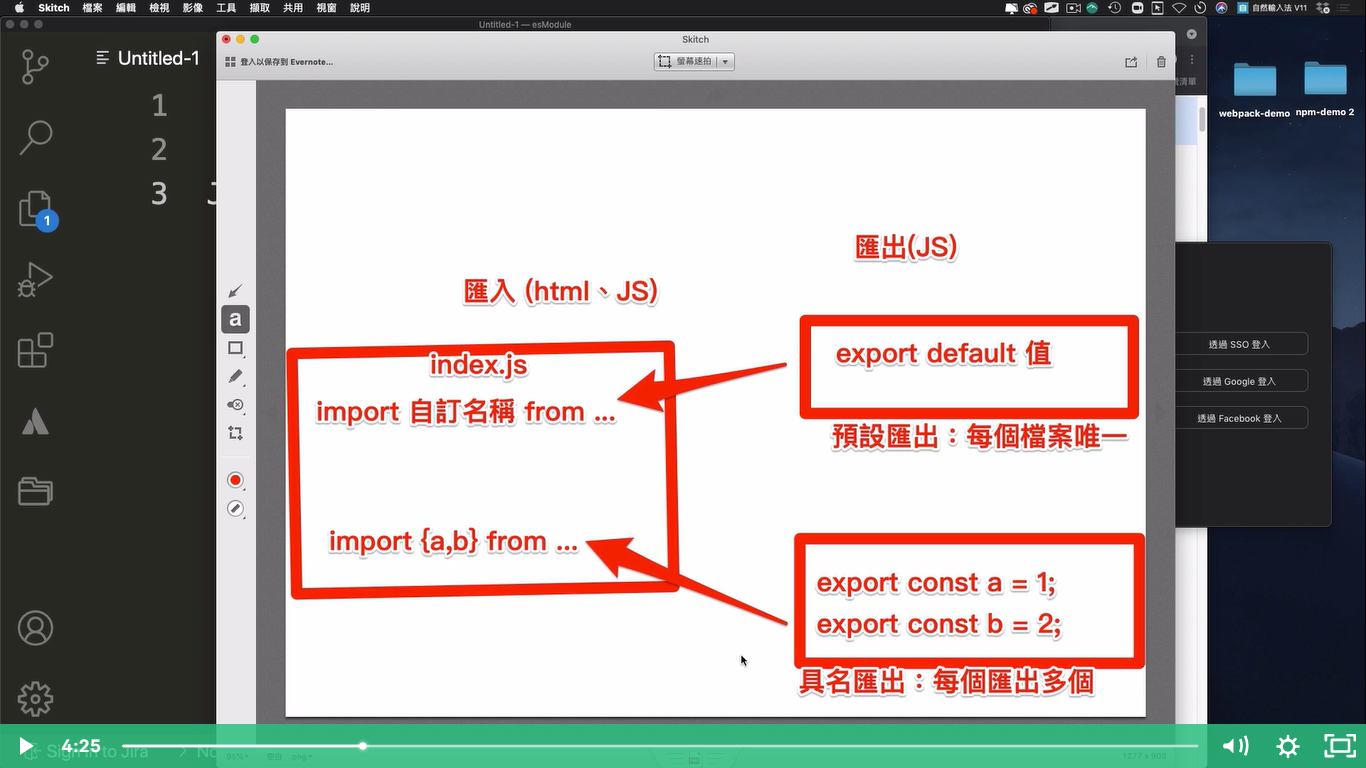 Skitch 檔案 編輯 檢視 影像 工具 擷取 共用 視窗 說明
自然輸入法 V11
Untitled-1 — esModule
Skitch
登入以保存到 Evernote...
螢幕速拍
Untitled-1
1
2
3
1
a
清單
webpack-demo
npm-demo 2
匯出(JS)
匯入 (html、JS)
index.js
import 自訂名稱 from ...
export default 值
預設匯出：每個檔案唯一
import {a,b} from ...
export const a = 1;
export const b = 2;
具名匯出：每個匯出多個
透過 SSO 登入
透過 Google 登入
透過 Facebook 登入
4:25
Sign in to Jira
No